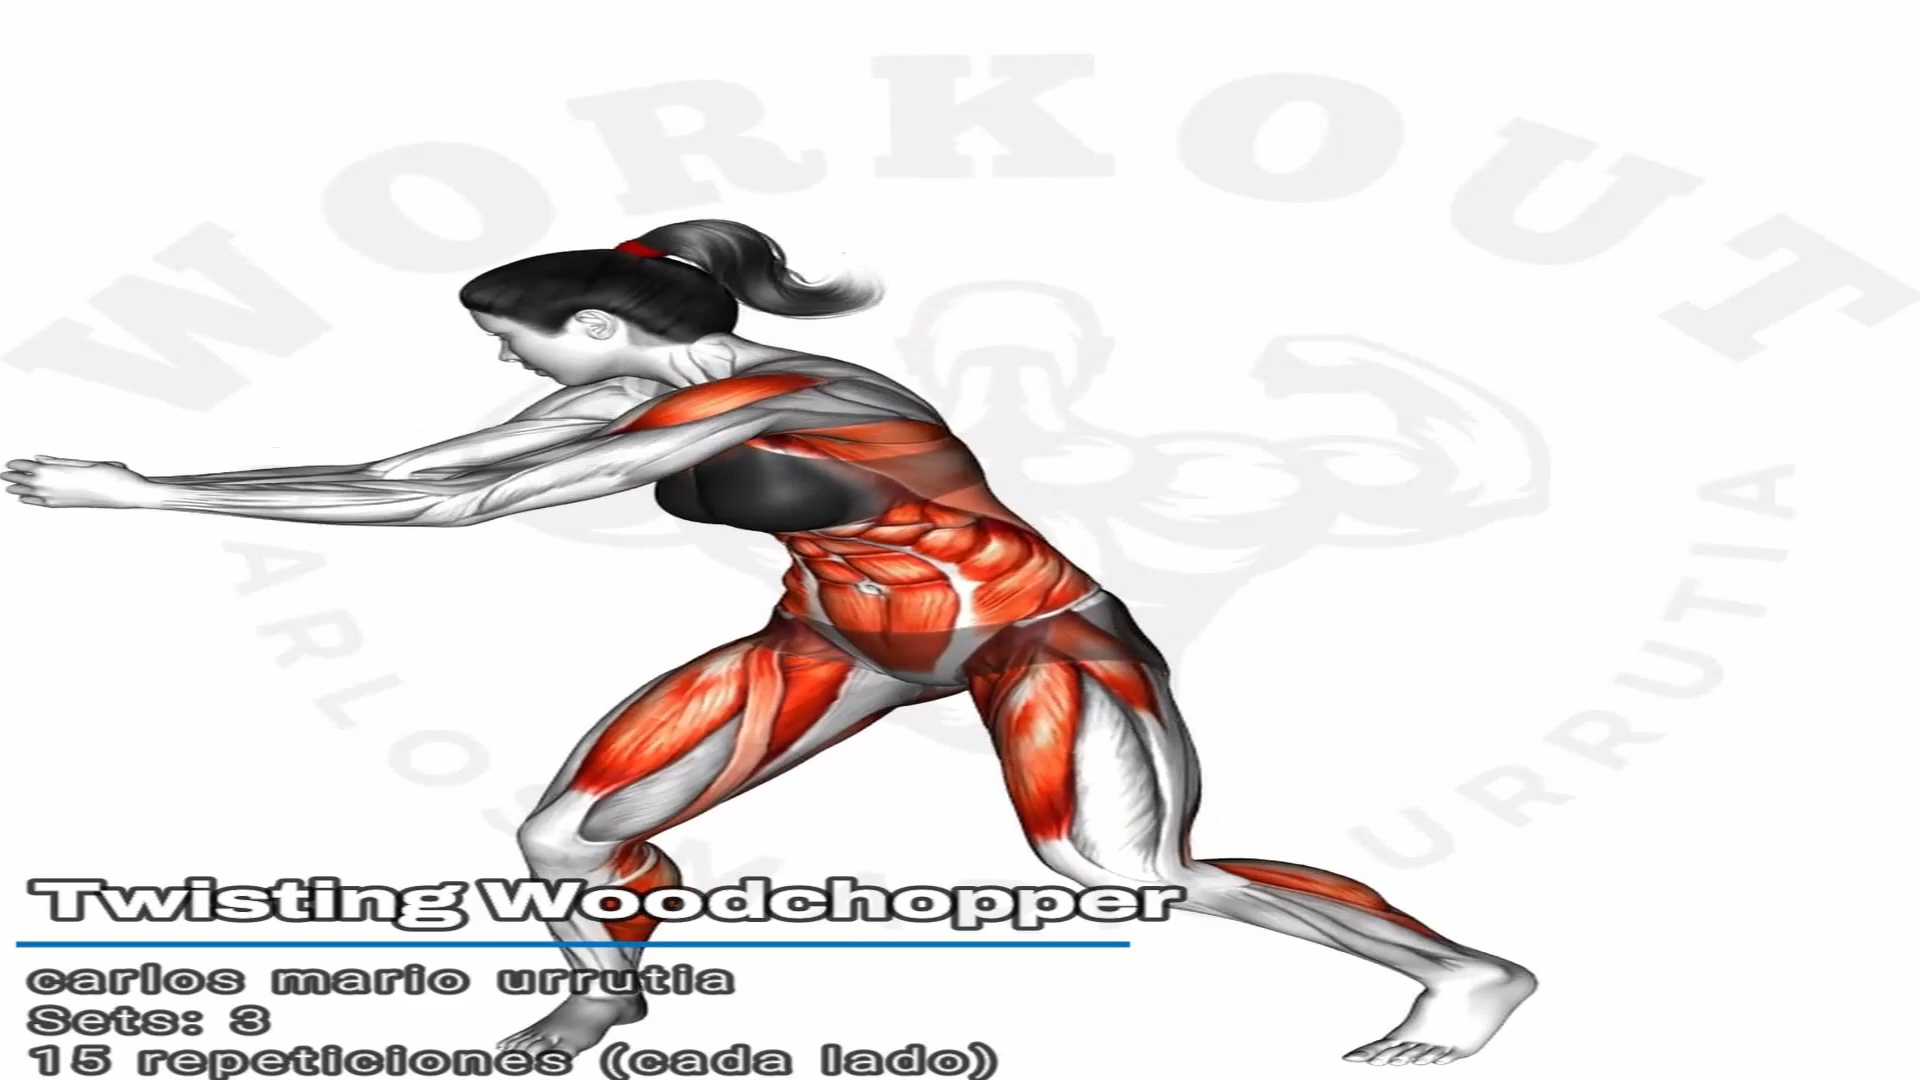 WORKOUT
CARLOS MARIO URRUTIA
Twisting Woodchopper
carlos mario urrutia
Sets: 3
15 repeticiones (cada lado)